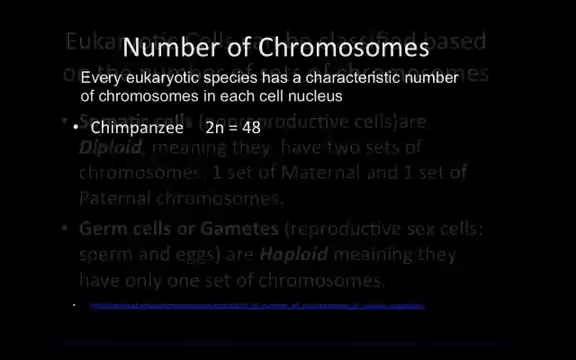 Eukaryotic Cells can be classified based
on the number of sets of chromosomes
Number of Chromosomes
Every eukaryotic species has a characteristic number
of chromosomes in each cell nucleus
• Chimpanzee 2n = 48
• Somatic cells (nonreproductive cells)are
Diploid, meaning they have two sets of
chromosomes. 1 set of Maternal and 1 set of
Paternal chromosomes.
• Germ cells or Gametes (reproductive sex cells:
sperm and eggs) are Haploid meaining they
have only one set of chromosomes.